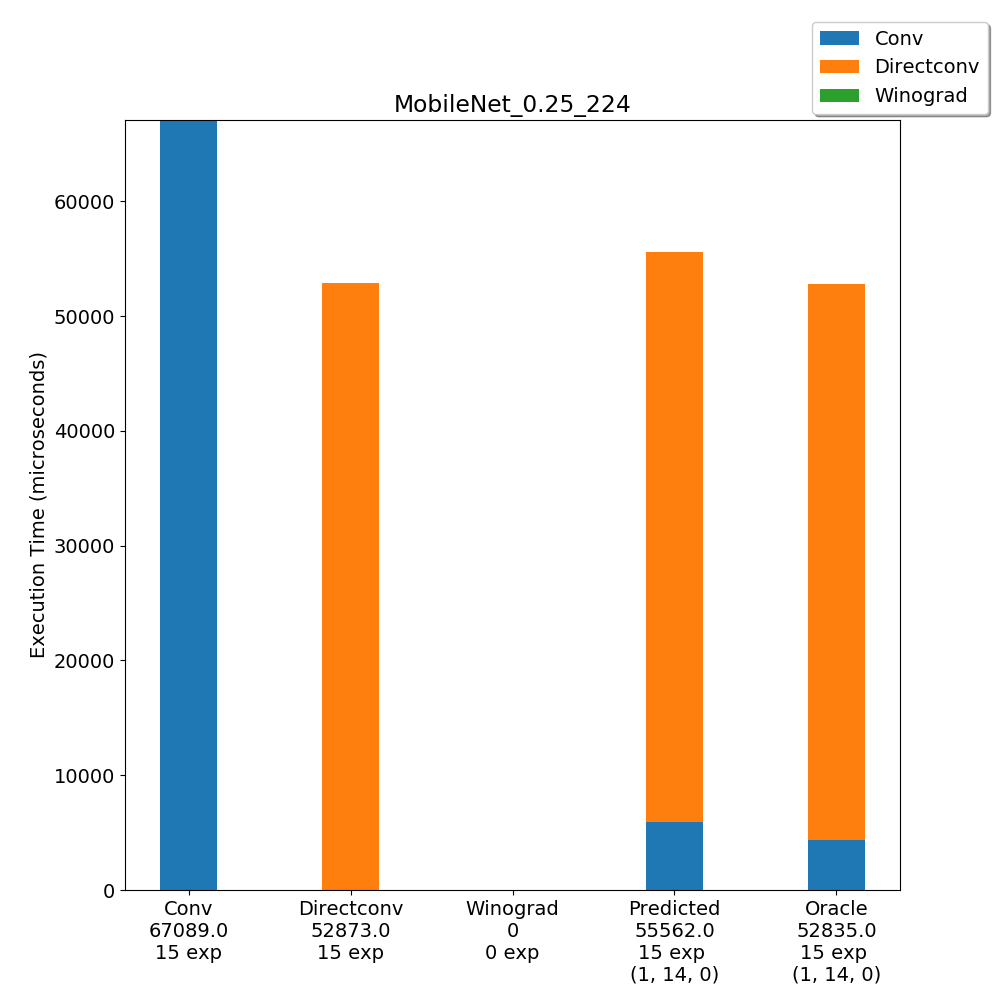 Conv
Directconv
Winograd
MobileNet_0.25_224
Execution Time (microseconds)
60000
50000
40000
30000
20000
10000
0
Conv
67089.0
15 exp
Directconv
52873.0
15 exp
Winograd
0
0 exp
Predicted
55562.0
15 exp
(1, 14, 0)
Oracle
52835.0
15 exp
(1, 14, 0)